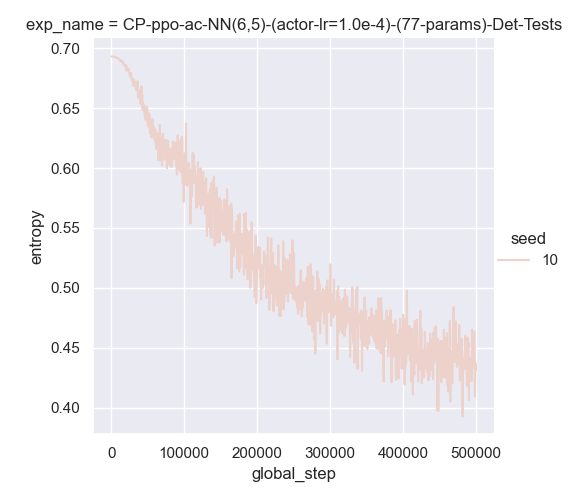 exp_name = CP-ppo-ac-NN(6,5)-(actor-lr=1.0e-4)-(77-params)-Det-Tests
0.70
0.65
0.60
0.55
0.50
0.45
0.40
entropy
seed
10
0 100000 200000 300000 400000 500000
global_step